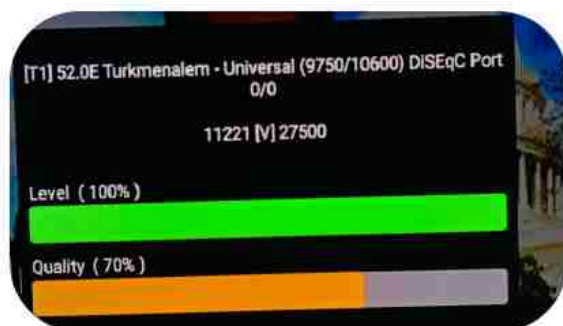 [T1] 52.0E Turkmenalem - Universal (9750/10600) DiSEqC Port
0/0
11221 [V] 27500
Level ( 100% )
Quality ( 70% )